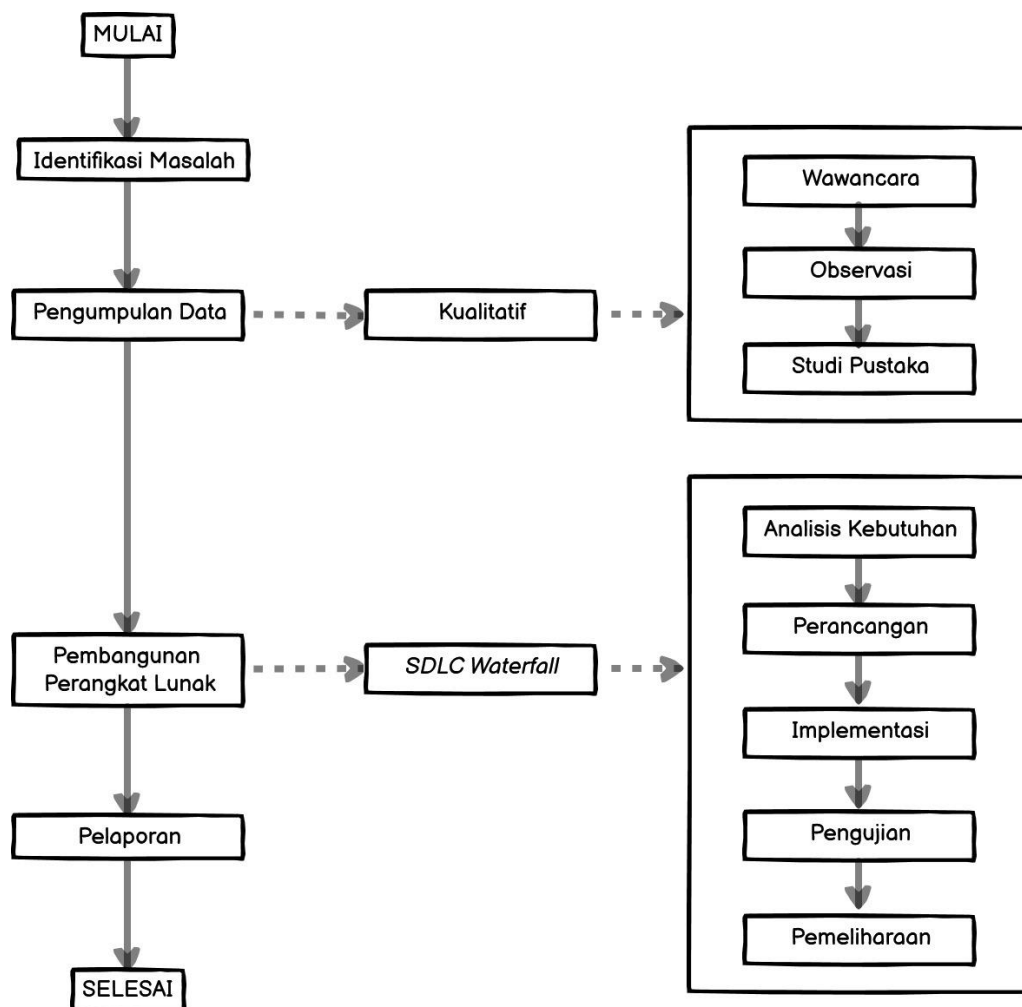 MULAI
Identifikasi Masalah
Pengumpulan Data
Kualitatif
Wawancara
Observasi
Studi Pustaka
Pembangunan
Perangkat Lunak
SDLC Waterfall
Analisis Kebutuhan
Perancangan
Implementasi
Pengujian
Pemeliharaan
Pelaporan
SELESAI